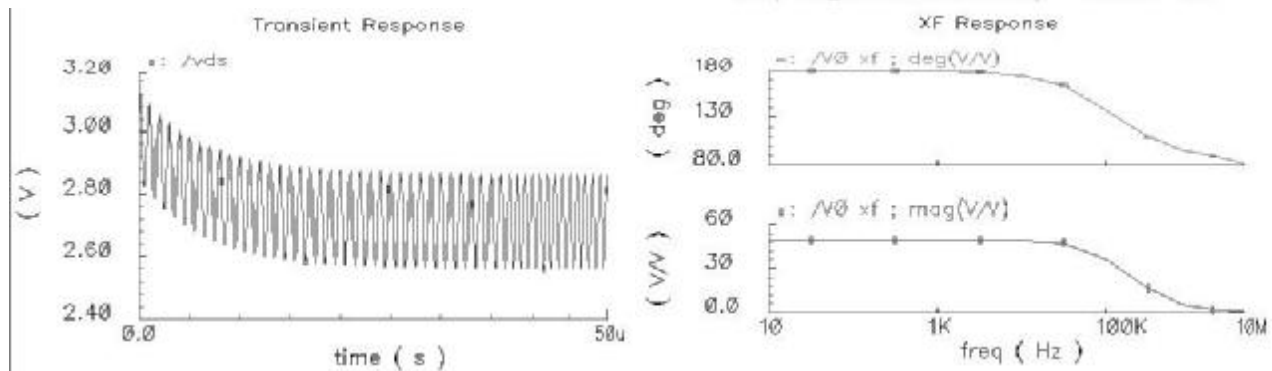 Transient Response
: /vds
3.20
3.00
2.80
2.60
2.40
( V )
0.0
50u
time ( s )
XF Response
: /V0 xf ; deg(V/V)
180
130
80.0
( deg )
: /V0 xf ; mag(V/V)
60
30
0.0
( V/V )
10
1K
100K
10M
freq ( Hz )